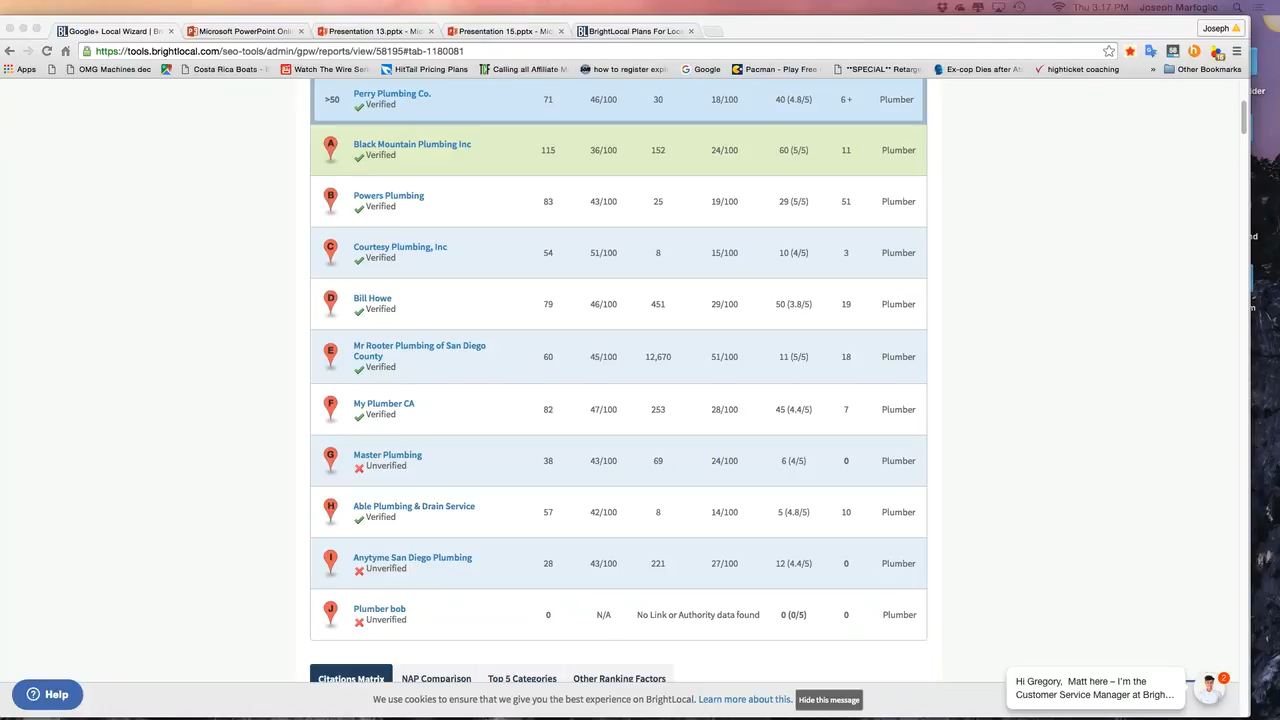 Thu 3:17 PM Joseph Marfoglio
Google+ Local Wizard | Bri
Microsoft PowerPoint Onli
Presentation 13.pptx - Mic
Presentation 15.pptx - Mi
BrightLocal Plans For Loca
Joseph
https://tools.brightlocal.com/seo-tools/admin/gpw/reports/view/58195#tab-1180081
Apps OMG Machines dec Costa Rica Boats - Watch The Wire Ser HitTail Pricing Plans Calling all Affiliate M how to register expi Google Pacman - Play Free **SPECIAL** Retarg Ex-cop Dies after At highticket coaching » Other Bookmarks
>50 Perry Plumbing Co. 71 46/100 30 18/100 40 (4.8/5) 6 + Plumber
Verified
A Black Mountain Plumbing Inc 115 36/100 152 24/100 60 (5/5) 11 Plumber
Verified
B Powers Plumbing 83 43/100 25 19/100 29 (5/5) 51 Plumber
Verified
C Courtesy Plumbing, Inc 54 51/100 8 15/100 10 (4/5) 3 Plumber
Verified
D Bill Howe 79 46/100 451 29/100 50 (3.8/5) 19 Plumber
Verified
E Mr Rooter Plumbing of San Diego
County 60 45/100 12,670 51/100 11 (5/5) 18 Plumber
Verified
F My Plumber CA 82 47/100 253 28/100 45 (4.4/5) 7 Plumber
Verified
G Master Plumbing 38 43/100 69 24/100 6 (4/5) 0 Plumber
Unverified
H Able Plumbing & Drain Service 57 42/100 8 14/100 5 (4.8/5) 10 Plumber
Verified
I Anytyme San Diego Plumbing 28 43/100 221 27/100 12 (4.4/5) 0 Plumber
Unverified
J Plumber bob 0 N/A No Link or Authority data found 0 (0/5) 0 Plumber
Unverified
Citations Matrix NAP Comparison Top 5 Categories Other Ranking Factors
Help
We use cookies to ensure that we give you the best experience on BrightLocal. Learn more about this. Hide this message
Hi Gregory, Matt here – I'm the
Customer Service Manager at Brigh...
2